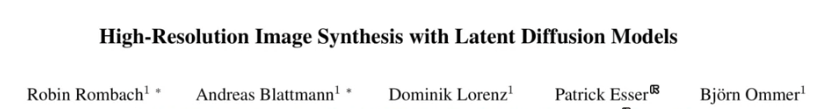 High-Resolution Image Synthesis with Latent Diffusion Models
Robin Rombach¹ * Andreas Blattmann¹ * Dominik Lorenz¹ Patrick Esser Björn Ommer¹